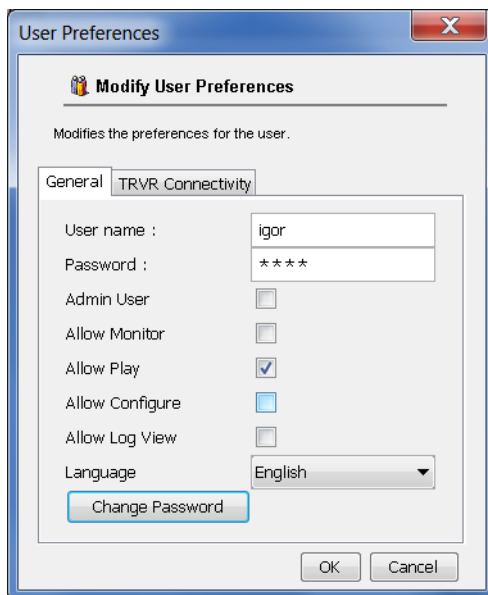 User Preferences
Modify User Preferences
Modifies the preferences for the user.
General TRVR Connectivity
User name : igor
Password : ****
Admin User
Allow Monitor
Allow Play
Allow Configure
Allow Log View
Language English
Change Password
OK Cancel